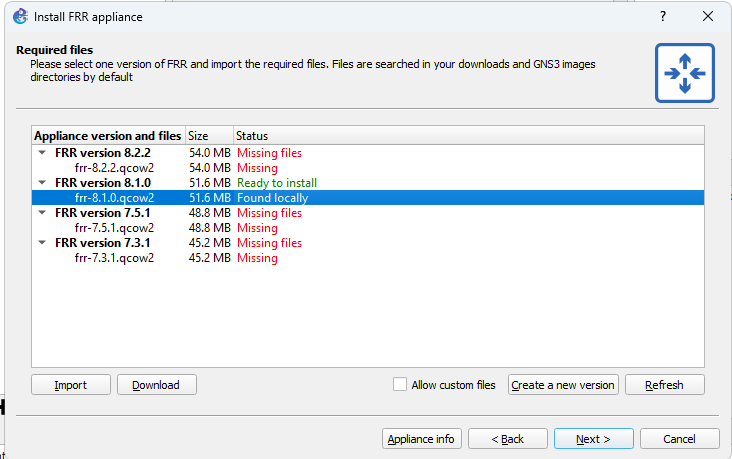 Install FRR appliance
?
Required files
Please select one version of FRR and import the required files. Files are searched in your downloads and GNS3 images
directories by default
Appliance version and files Size Status
FRR version 8.2.2 54.0 MB Missing files
frr-8.2.2.qcow2 54.0 MB Missing
FRR version 8.1.0 51.6 MB Ready to install
frr-8.1.0.qcow2 51.6 MB Found locally
FRR version 7.5.1 48.8 MB Missing files
frr-7.5.1.qcow2 48.8 MB Missing
FRR version 7.3.1 45.2 MB Missing files
frr-7.3.1.qcow2 45.2 MB Missing
Import Download Allow custom files Create a new version Refresh
Appliance info < Back Next > Cancel